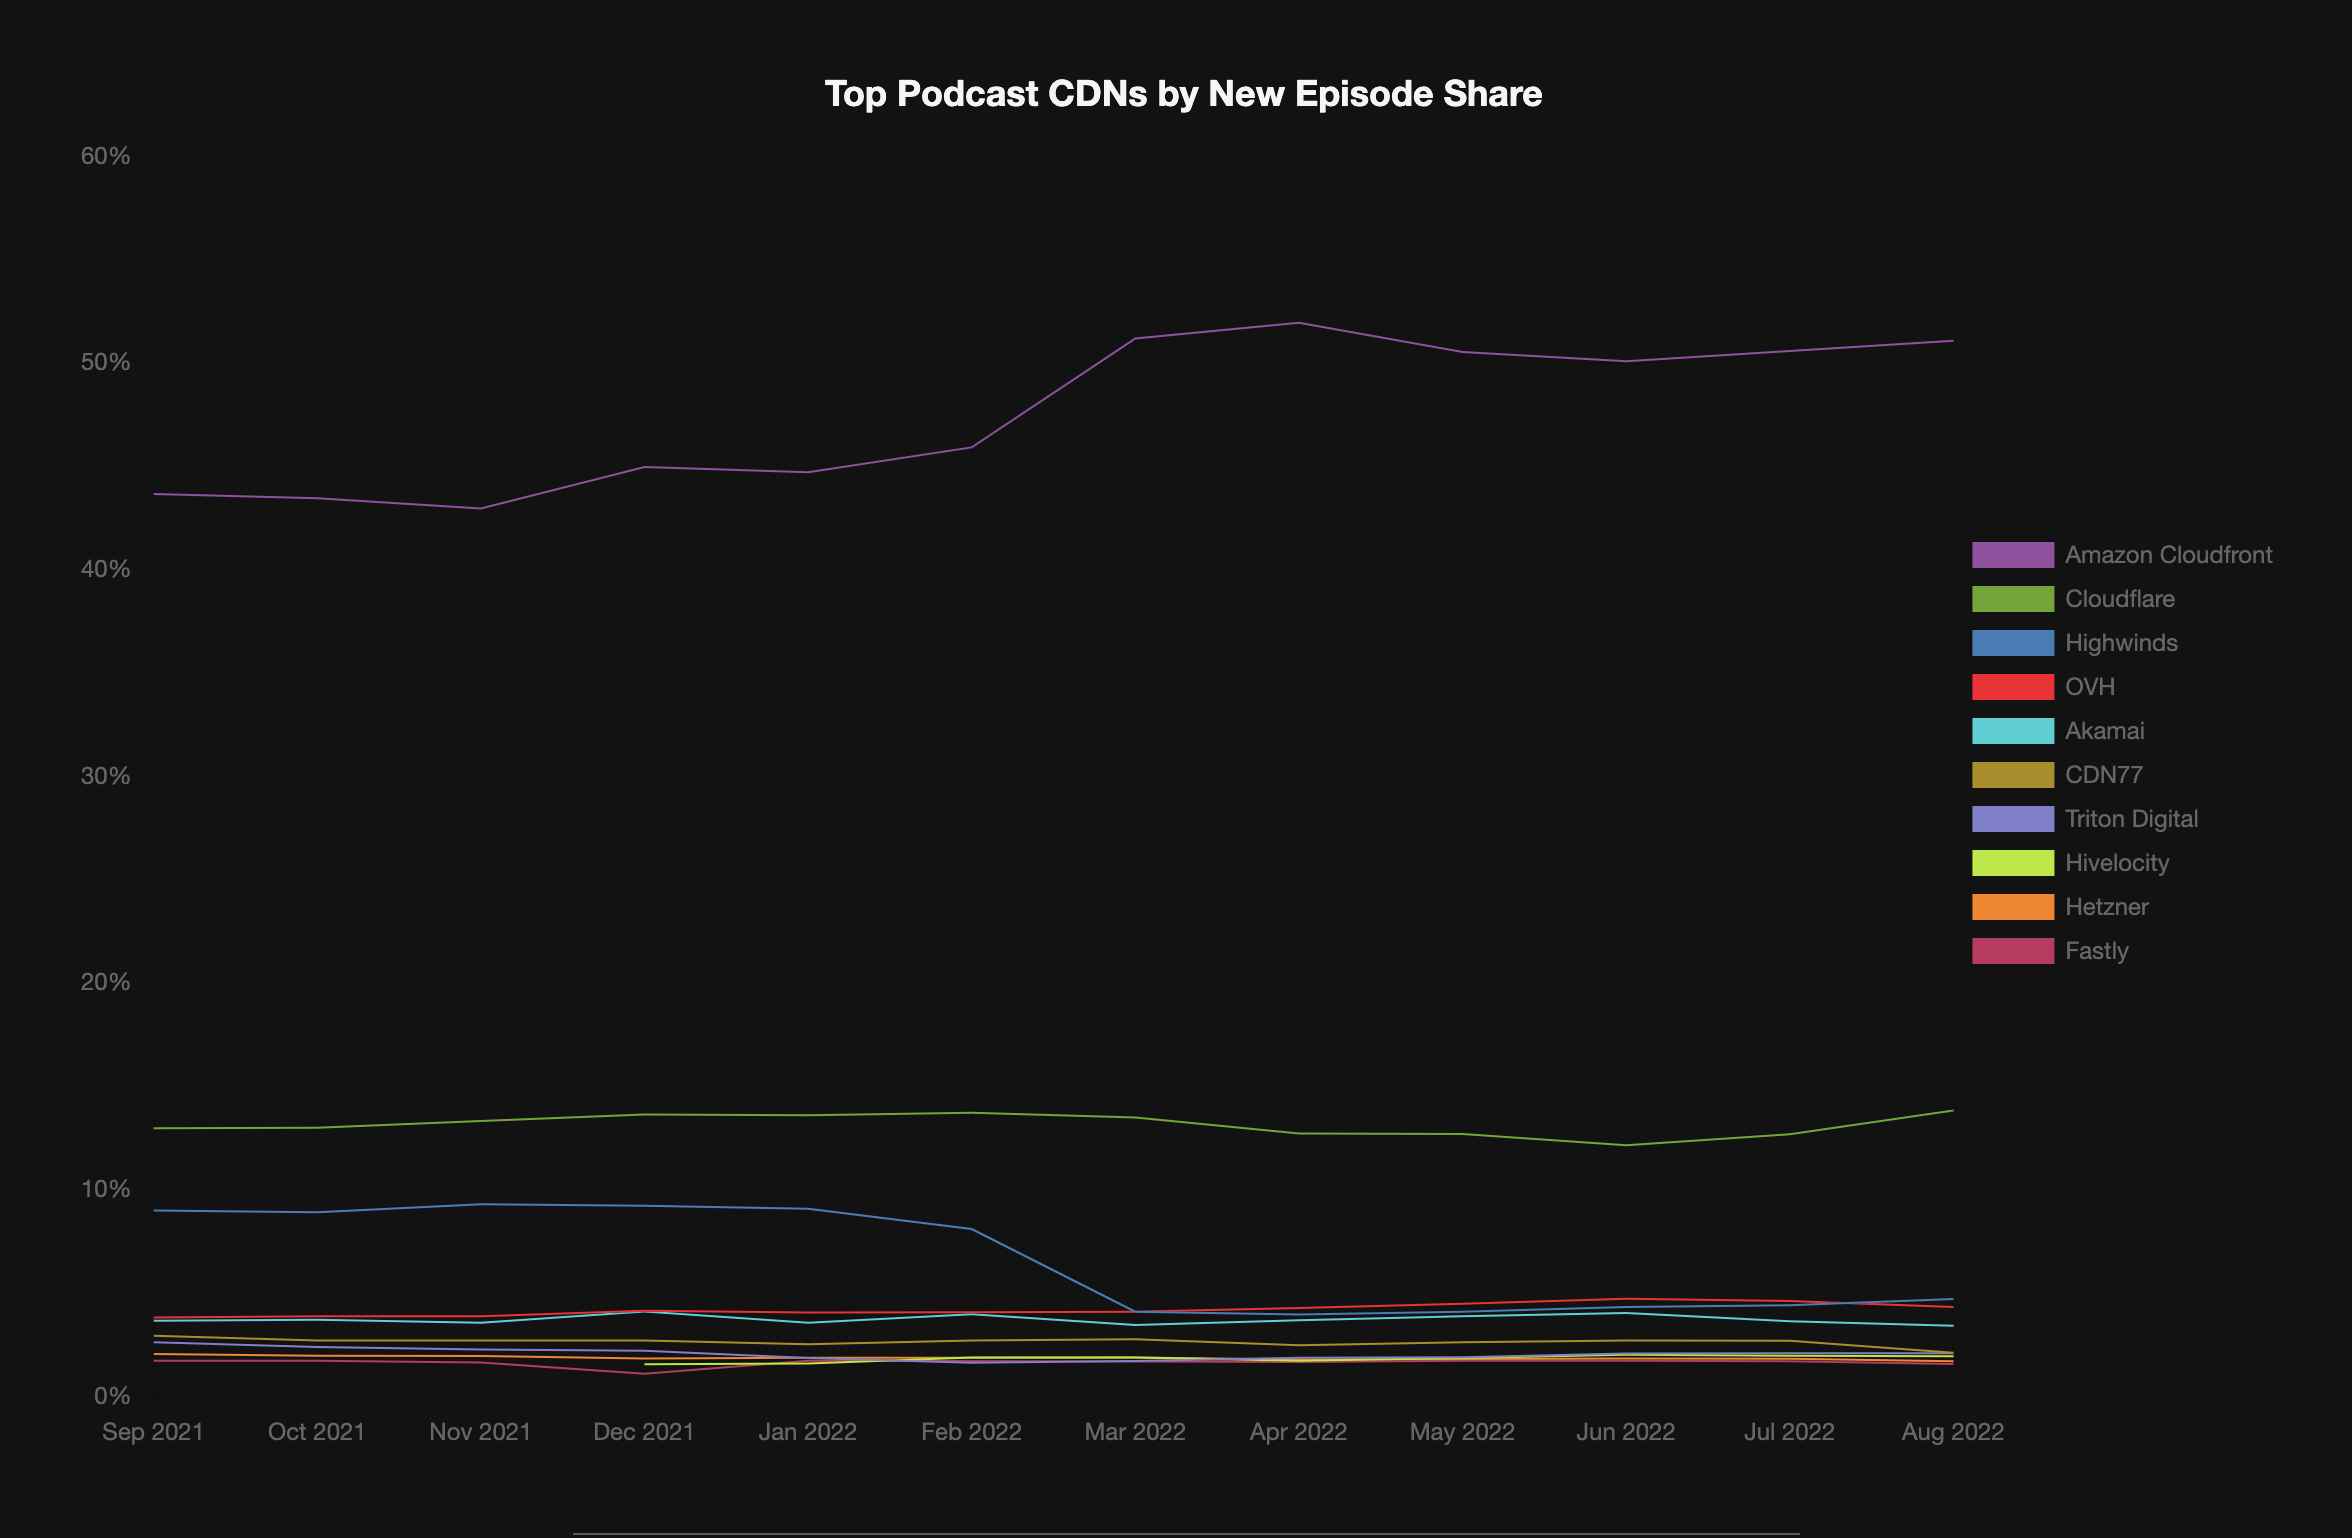 Top Podcast CDNs by New Episode Share
60%
50%
40%
30%
20%
10%
0%
Sep 2021 Oct 2021 Nov 2021 Dec 2021 Jan 2022 Feb 2022 Mar 2022 Apr 2022 May 2022 Jun 2022 Jul 2022 Aug 2022
Amazon Cloudfront
Cloudflare
Highwinds
OVH
Akamai
CDN77
Triton Digital
Hivelocity
Hetzner
Fastly